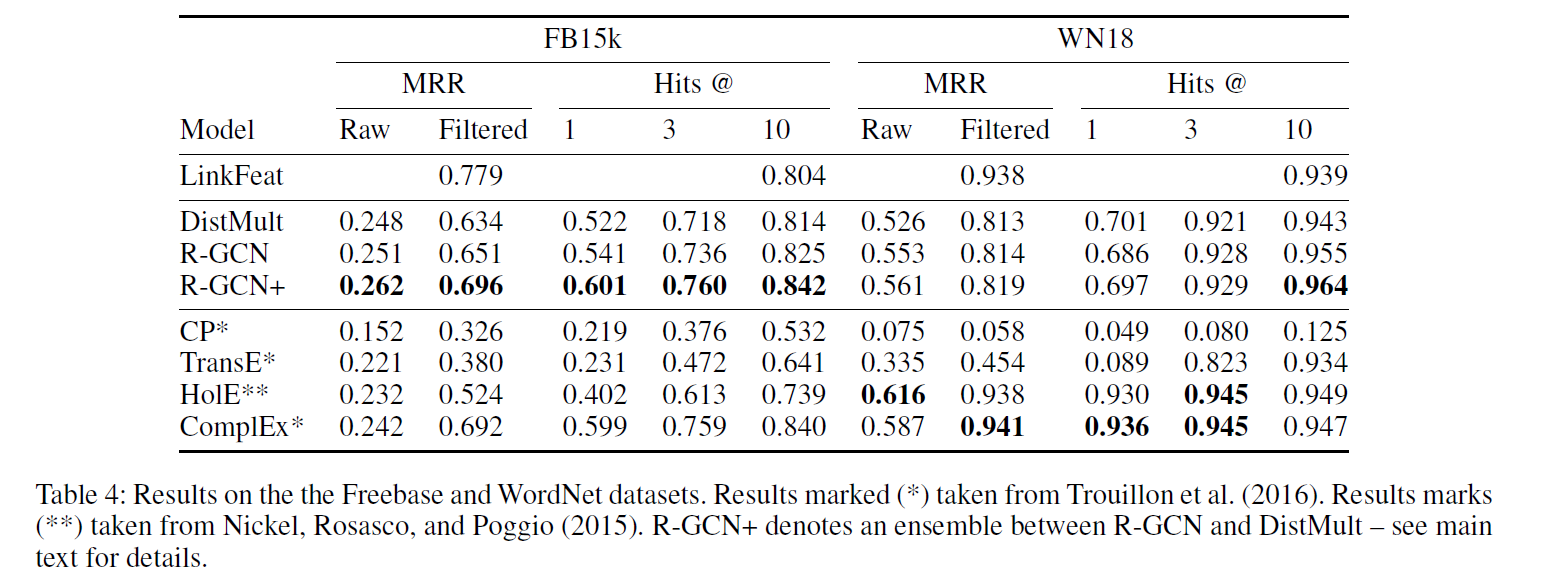 FB15k WN18
MRR Hits @ MRR Hits @
Model Raw Filtered 1 3 10 Raw Filtered 1 3 10
LinkFeat 0.779 0.804 0.938 0.939
DistMult 0.248 0.634 0.522 0.718 0.814 0.526 0.813 0.701 0.921 0.943
R-GCN 0.251 0.651 0.541 0.736 0.825 0.553 0.814 0.686 0.928 0.955
R-GCN+ 0.262 0.696 0.601 0.760 0.842 0.561 0.819 0.697 0.929 0.964
CP* 0.152 0.326 0.219 0.376 0.532 0.075 0.058 0.049 0.080 0.125
TransE* 0.221 0.380 0.231 0.472 0.641 0.335 0.454 0.089 0.823 0.934
HolE** 0.232 0.524 0.402 0.613 0.739 0.616 0.938 0.930 0.945 0.949
ComplEx* 0.242 0.692 0.599 0.759 0.840 0.587 0.941 0.936 0.945 0.947
Table 4: Results on the the Freebase and WordNet datasets. Results marked (*) taken from Trouillon et al. (2016). Results marks
(**) taken from Nickel, Rosasco, and Poggio (2015). R-GCN+ denotes an ensemble between R-GCN and DistMult – see main
text for details.